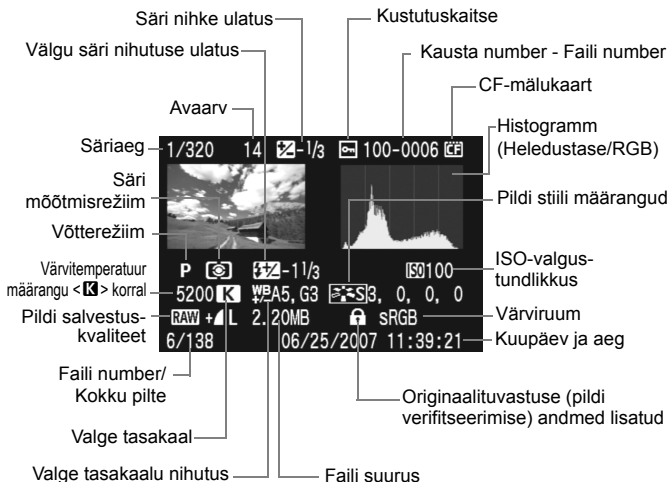 Säri nihke ulatus
Kustutuskaitse
Välgu säri nihutuse ulatus
Kausta number - Faili number
Avaarv
CF-mälukaart
Säriaeg
1/320 14 -1/3 100-0006 CF
Histogramm
(Heledustase/RGB)
Säri
mõõtmisrežiim
Pildi stiili määrangud
Võtterežiim
P -1 1/3 ISO 100
ISO-valgus-
tundlikkus
Värvitemperatuur
määrangu <K> korral
5200 K WB A5, G3 S 3, 0, 0, 0
Pildi salvestus-
kvaliteet
RAW + L 2.20MB sRGB
Värviruum
6/138 06/25/2007 11:39:21
Kuupäev ja aeg
Faili number/
Kokku pilte
Originaalituvastuse (pildi
verifitseerimise) andmed lisatud
Valge tasakaal
Valge tasakaalu nihutus
Faili suurus